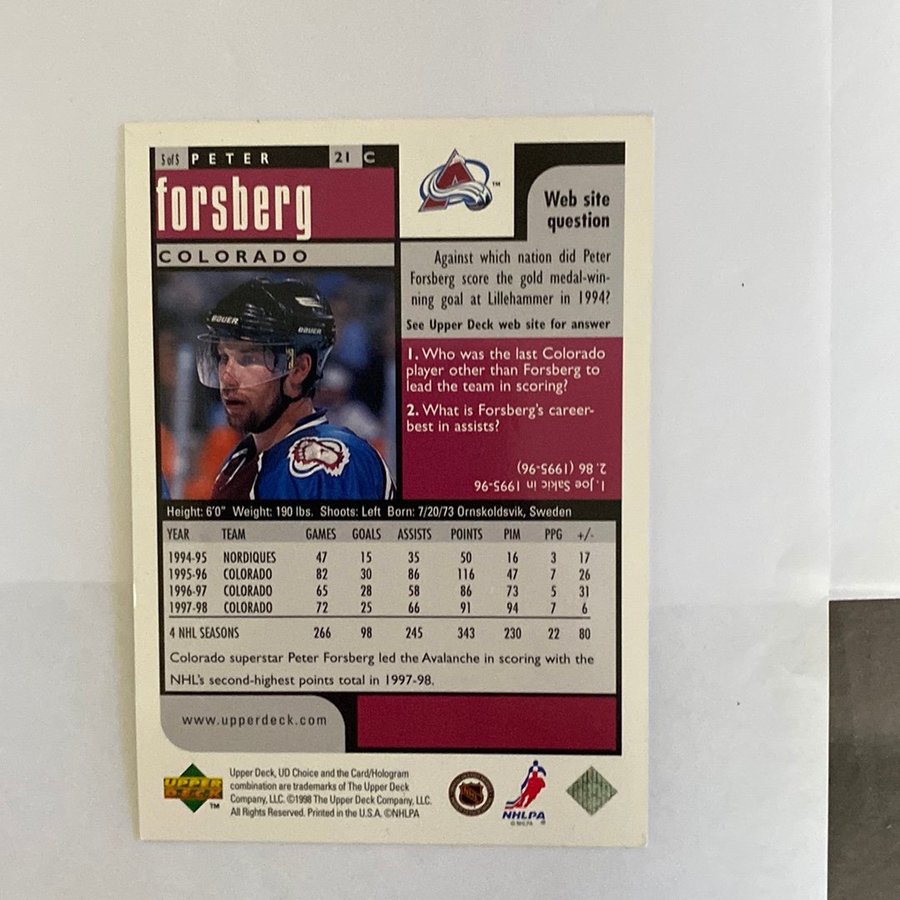 5 of 5 PETER 21 C
forsberg
COLORADO
BAUER
BAUER
TM
Web site
question
Against which nation did Peter
Forsberg score the gold medal-win-
ning goal at Lillehammer in 1994?
See Upper Deck web site for answer
1. Who was the last Colorado
player other than Forsberg to
lead the team in scoring?
2. What is Forsberg's career-
best in assists?
1. Joe Sakic in 1995-96
2. 86 (1995-96)
Height: 6'0" Weight: 190 lbs. Shoots: Left Born: 7/20/73 Ornskoldsvik, Sweden
YEAR TEAM GAMES GOALS ASSISTS POINTS PIM PPG +/-
1994-95 NORDIQUES 47 15 35 50 16 3 17
1995-96 COLORADO 82 30 86 116 47 7 26
1996-97 COLORADO 65 28 58 86 73 5 31
1997-98 COLORADO 72 25 66 91 94 7 6
4 NHL SEASONS 266 98 245 343 230 22 80
Colorado superstar Peter Forsberg led the Avalanche in scoring with the
NHL's second-highest points total in 1997-98.
www.upperdeck.com
UPPER
DECK
TM
Upper Deck, UD Choice and the Card/Hologram
combination are trademarks of The Upper Deck
Company, LLC. ©1998 The Upper Deck Company, LLC.
All Rights Reserved. Printed in the U.S.A. ©NHLPA
NHL
NHLPA